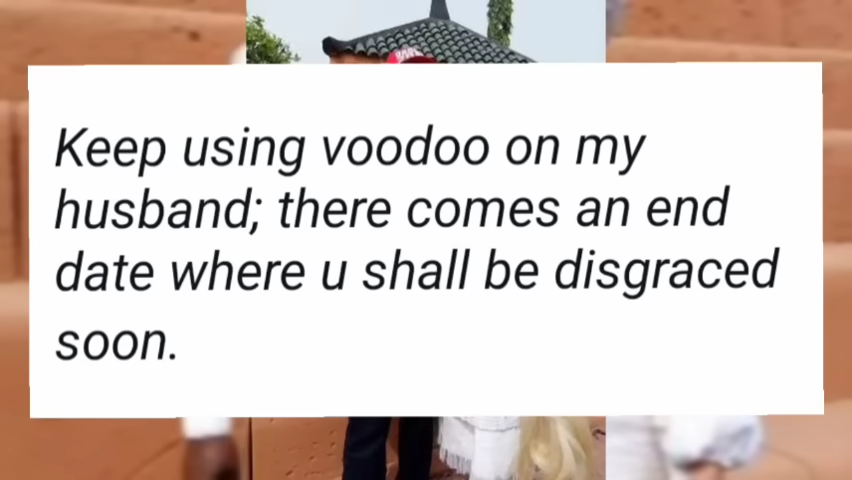 Keep using voodoo on my
husband; there comes an end
date where u shall be disgraced
soon.